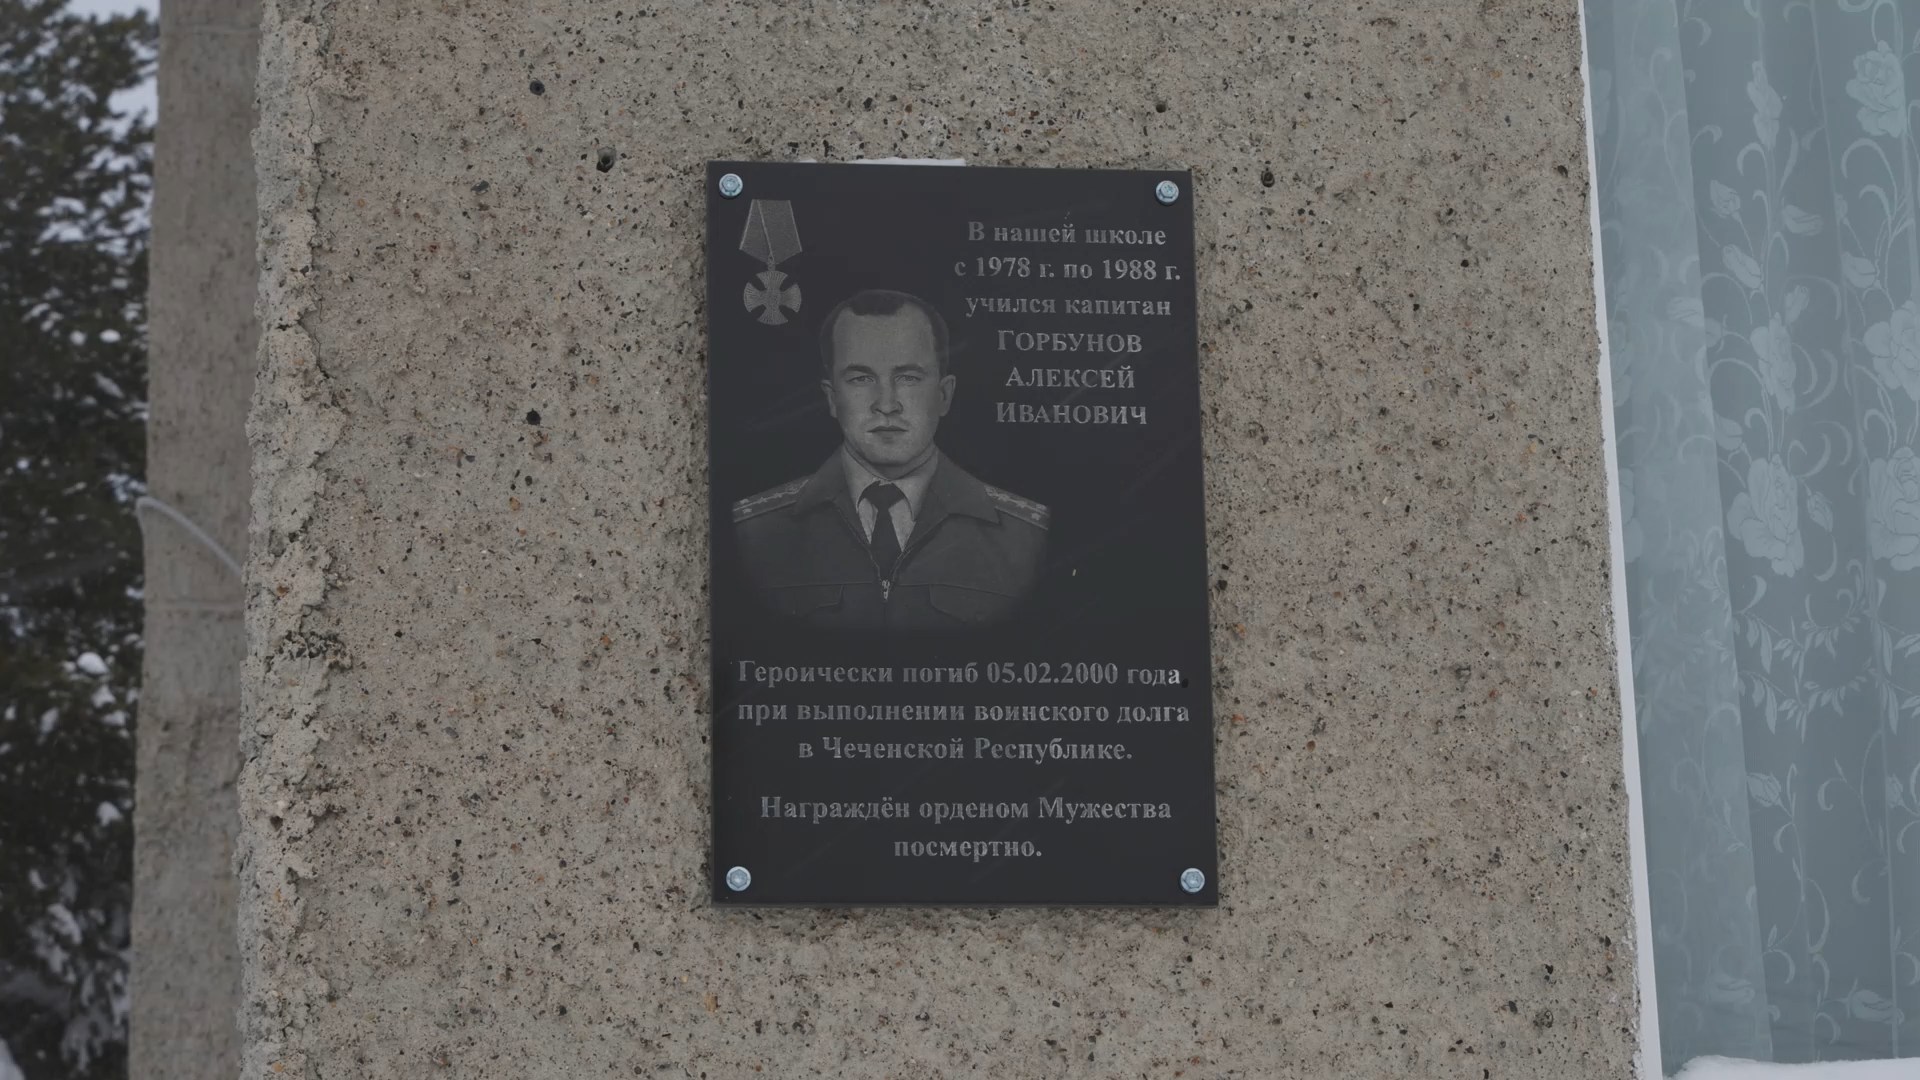 В нашей школе
с 1978 г. по 1988 г.
учился капитан
ГОРБУНОВ
АЛЕКСЕЙ
ИВАНОВИЧ
Героически погиб 05.02.2000 года
при выполнении воинского долга
в Чеченской Республике.
Награждён орденом Мужества
посмертно.